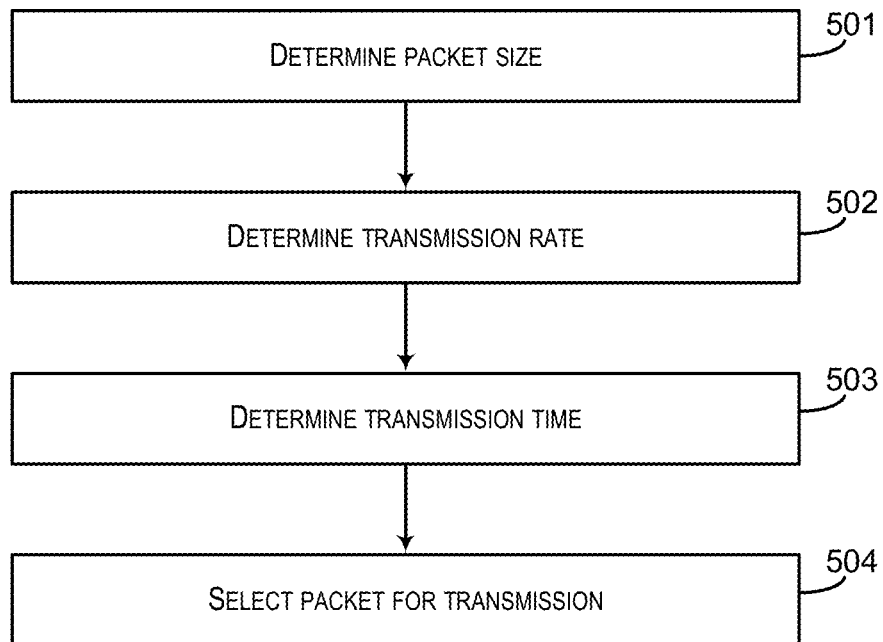 501
DETERMINE PACKET SIZE
502
DETERMINE TRANSMISSION RATE
503
DETERMINE TRANSMISSION TIME
504
SELECT PACKET FOR TRANSMISSION